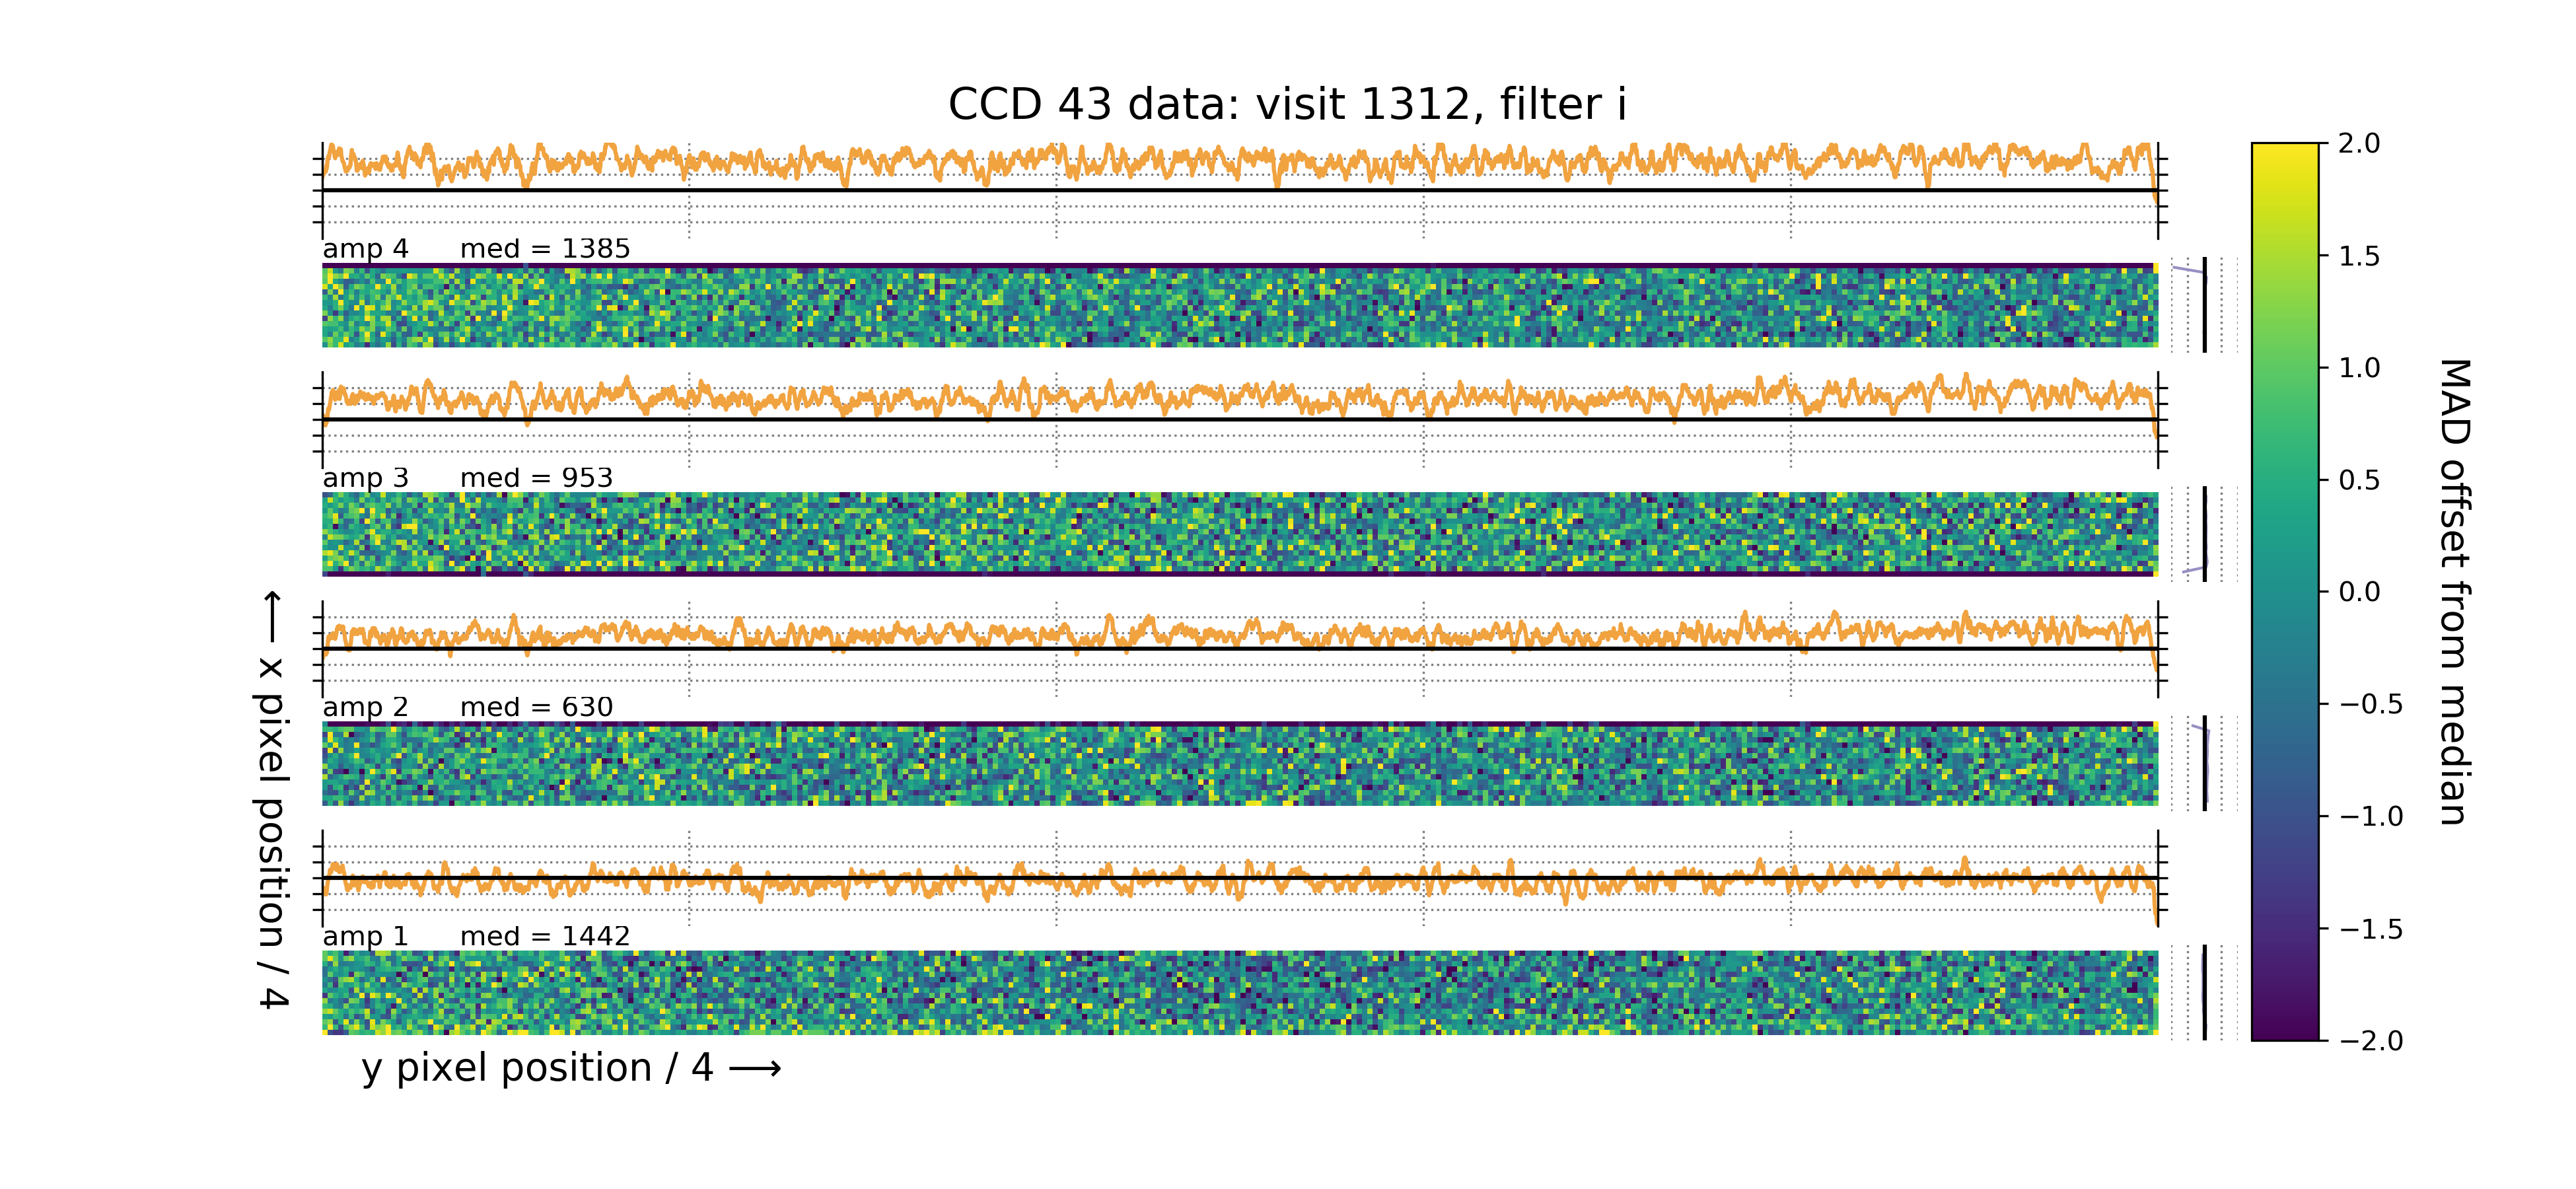 CCD 43 data: visit 1312, filter i
amp 4 med = 1385
amp 3 med = 953
amp 2 med = 630
amp 1 med = 1442
⟵ x pixel position / 4
y pixel position / 4 ⟶
2.0
1.5
1.0
0.5
0.0
−0.5
−1.0
−1.5
−2.0
MAD offset from median